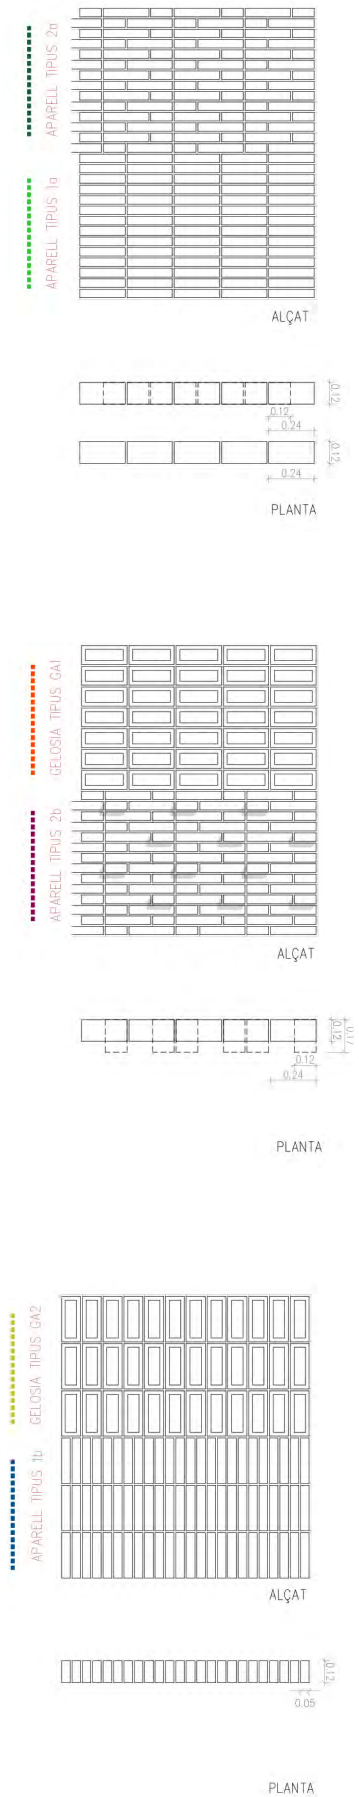 APARELL TIPUS 2a
APARELL TIPUS 1a
ALÇAT
0.12
0.12
0.24
0.12
0.24
PLANTA
GELOSIA TIPUS GA1
APARELL TIPUS 2b
ALÇAT
0.12
0.17
0.12
0.24
PLANTA
GELOSIA TIPUS GA2
APARELL TIPUS 1b
ALÇAT
0.12
0.05
PLANTA